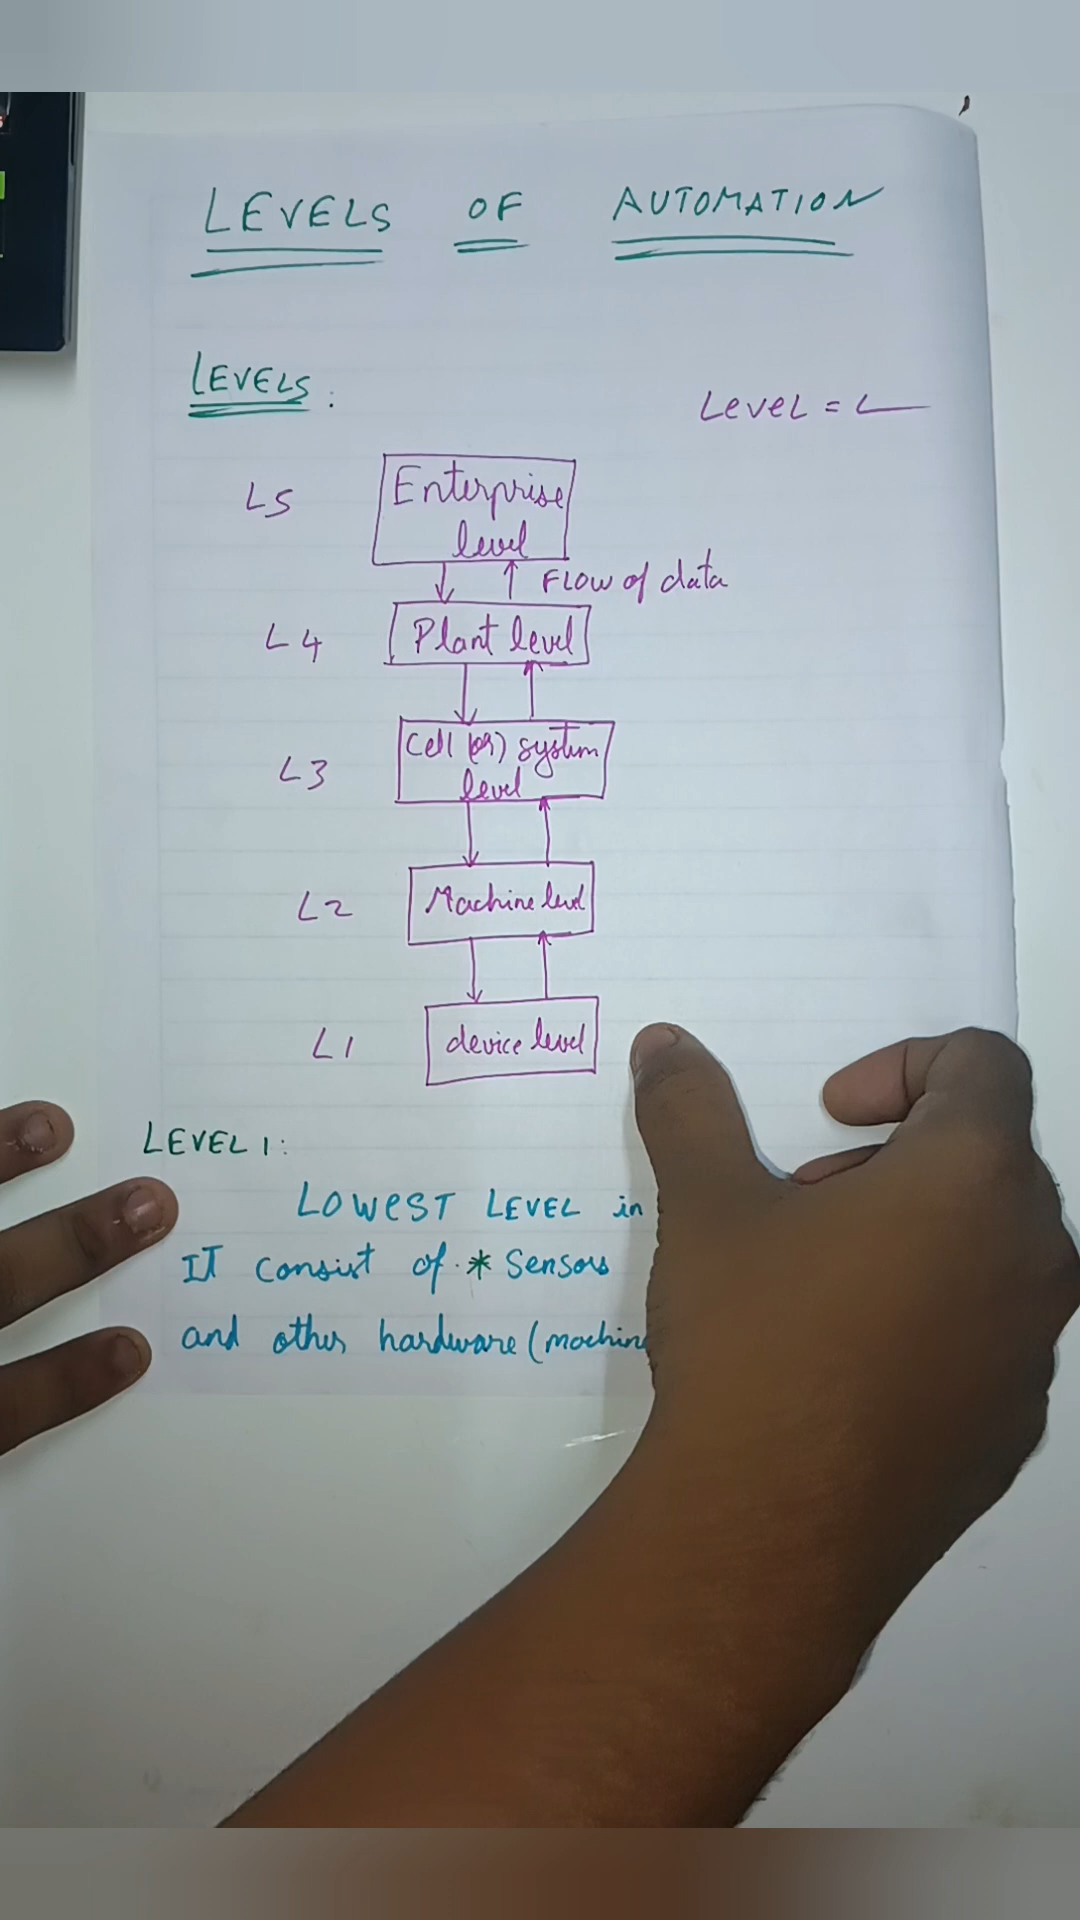 LEVELS OF AUTOMATION
LEVELS :
Level = L
L5 Enterprise
level
FLOW of data
L4 Plant level
L3 Cell (or) system
level
L2 Machine level
L1 device level
LEVEL 1:
LOWEST LEVEL in
IT consist of * Sensors
and other hardware (machin